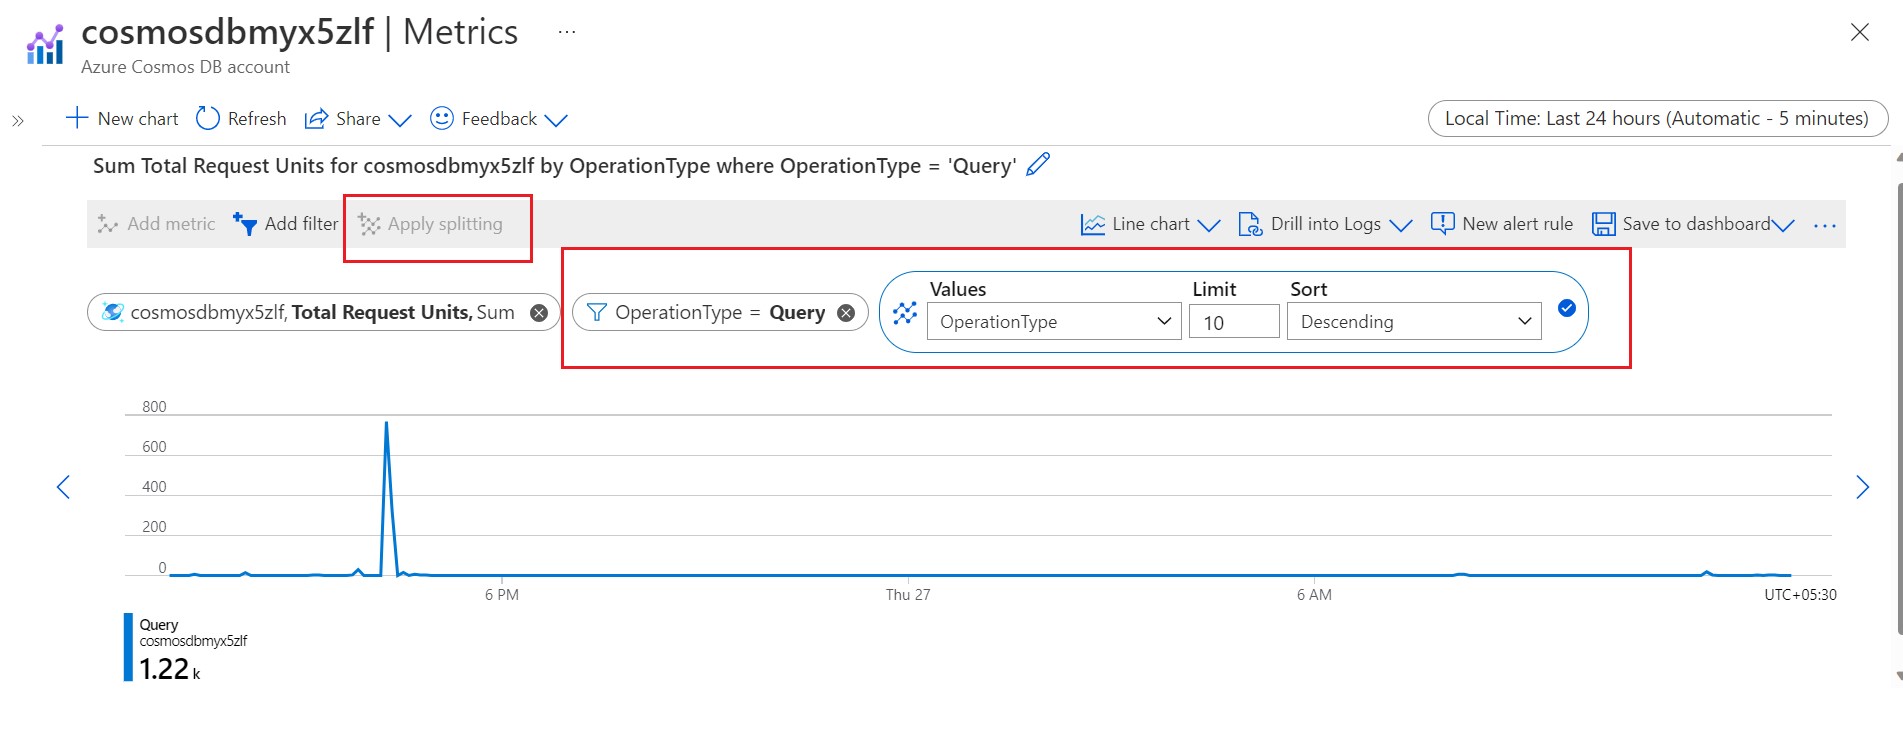 cosmosdbmyx5zlf | Metrics ...
Azure Cosmos DB account
» New chart Refresh Share Feedback Local Time: Last 24 hours (Automatic - 5 minutes)
Sum Total Request Units for cosmosdbmyx5zlf by OperationType where OperationType = 'Query'
Add metric Add filter Apply splitting Line chart Drill into Logs New alert rule Save to dashboard ...
Values Limit Sort
cosmosdbmyx5zlf, Total Request Units, Sum OperationType = Query OperationType 10 Descending
800
600
400
200
0
6 PM Thu 27 6 AM UTC+05:30
Query
cosmosdbmyx5zlf
1.22 k